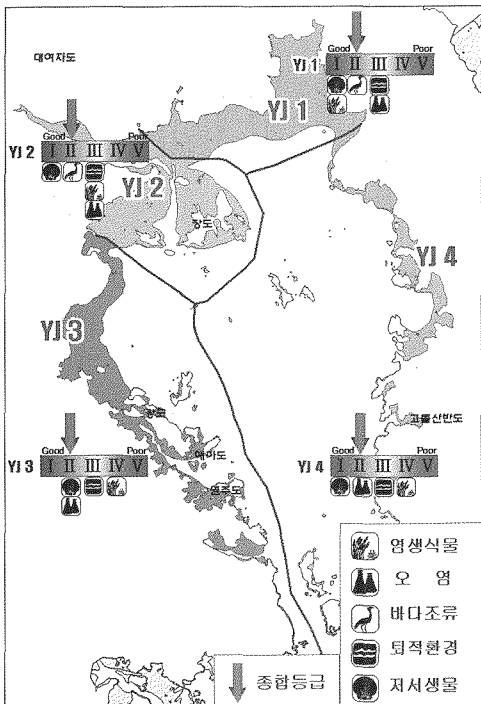 대여자도
Good Poor
YJ 1 I II III IV V
YJ 1
Good Poor
YJ 2 I II III IV V
YJ 2
장도
YJ 4
YJ 3
고돌산반도
Good Poor
YJ 3 I II III IV V
Good Poor
YJ 4 I II III IV V
염생식물
오 염
바다조류
퇴적환경
저서생물
종합등급